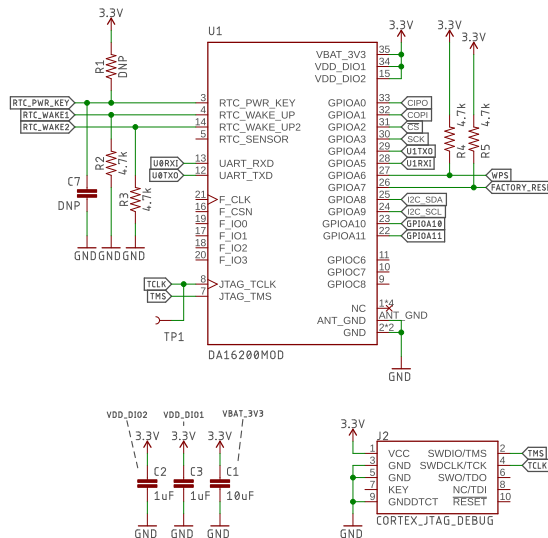 3.3V
U1
3.3V
3.3V
3.3V
R1
DNP
VBAT_3V3 35
VDD_DIO1 34
VDD_DIO2 15
RTC_PWR_KEY 3 RTC_PWR_KEY
RTC_WAKE1 4 RTC_WAKE_UP
RTC_WAKE2 14 RTC_WAKE_UP2
5 RTC_SENSOR
GPIOA0 33 CIPO
GPIOA1 32 COPI
GPIOA2 31 CS
GPIOA3 30 SCK
GPIOA4 29 U1TXO
GPIOA5 28 U1RXI
GPIOA6 27 WPS
GPIOA7 26 FACTORY_RESE
GPIOA8 25 I2C_SDA
GPIOA9 24 I2C_SCL
GPIOA10 23 GPIOA10
GPIOA11 22 GPIOA11
R4
4.7k
R5
4.7k
R2
4.7k
R3
4.7k
C7
DNP
U0RXI 13 UART_RXD
U0TXO 12 UART_TXD
21 F_CLK
16 F_CSN
19 F_IO0
17 F_IO1
18 F_IO2
20 F_IO3
GND GND GND
GPIOC6 11
GPIOC7 10
GPIOC8 9
TCLK 8 JTAG_TCLK
TMS 7 JTAG_TMS
TP1
NC 1*4
ANT_GND ANT_GND
GND 2*2
DA16200MOD
GND
VDD_DIO2 VDD_DIO1 VBAT_3V3
3.3V 3.3V 3.3V
C2 C3 C1
1uF 1uF 10uF
GND GND GND
3.3V
J2
1 VCC SWDIO/TMS 2 TMS
3 GND SWDCLK/TCK 4 TCLK
5 GND SWO/TDO 6
7 KEY NC/TDI 8
9 GNDDTCT RESET 10
CORTEX_JTAG_DEBUG
GND